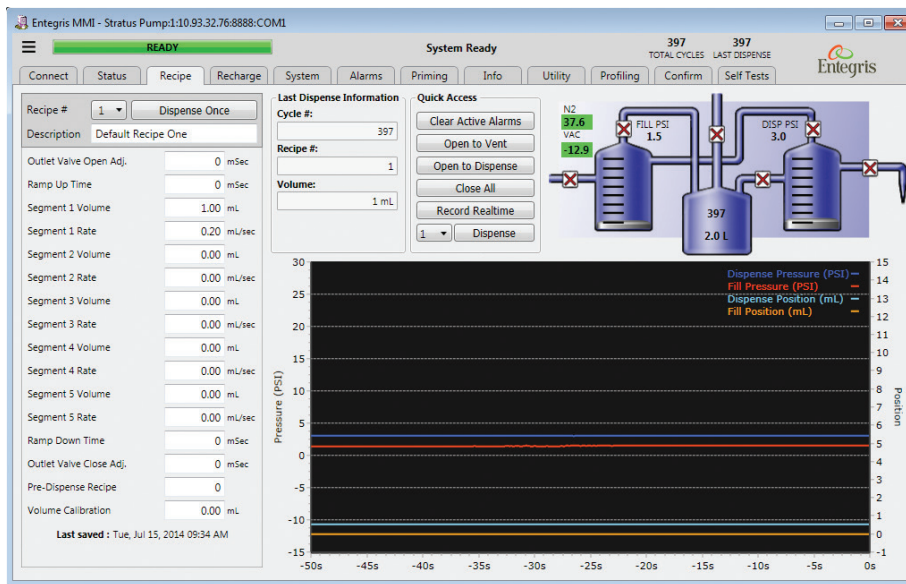 Entegris MMI - Stratus Pump:1:10.93.32.76:8888:COM1
READY
System Ready
397 397
TOTAL CYCLES LAST DISPENSE
Entegris
Connect Status Recipe Recharge System Alarms Priming Info Utility Profiling Confirm Self Tests
Recipe # 1 Dispense Once
Description Default Recipe One
Outlet Valve Open Adj. 0 mSec
Ramp Up Time 0 mSec
Segment 1 Volume 1.00 mL
Segment 1 Rate 0.20 mL/sec
Segment 2 Volume 0.00 mL
Segment 2 Rate 0.00 mL/sec
Segment 3 Volume 0.00 mL
Segment 3 Rate 0.00 mL/sec
Segment 4 Volume 0.00 mL
Segment 4 Rate 0.00 mL/sec
Segment 5 Volume 0.00 mL
Segment 5 Rate 0.00 mL/sec
Ramp Down Time 0 mSec
Outlet Valve Close Adj. 0 mSec
Pre-Dispense Recipe 0
Volume Calibration 0.00 mL
Last saved : Tue, Jul 15, 2014 09:34 AM
Last Dispense Information
Cycle #:
397
Recipe #:
1
Volume:
1 mL
Quick Access
Clear Active Alarms
Open to Vent
Open to Dispense
Close All
Record Realtime
1 Dispense
N2
37.6
VAC
-12.9
FILL PSI
1.5
DISP PSI
3.0
397
2.0 L
Dispense Pressure (PSI)
Fill Pressure (PSI)
Dispense Position (mL)
Fill Position (mL)
Pressure (PSI)
30
25
20
15
10
5
0
-5
-10
-15
15
14
13
12
11
10
9
8
7
6
5
4
3
2
1
0
-1
Position
-50s -45s -40s -35s -30s -25s -20s -15s -10s -5s 0s